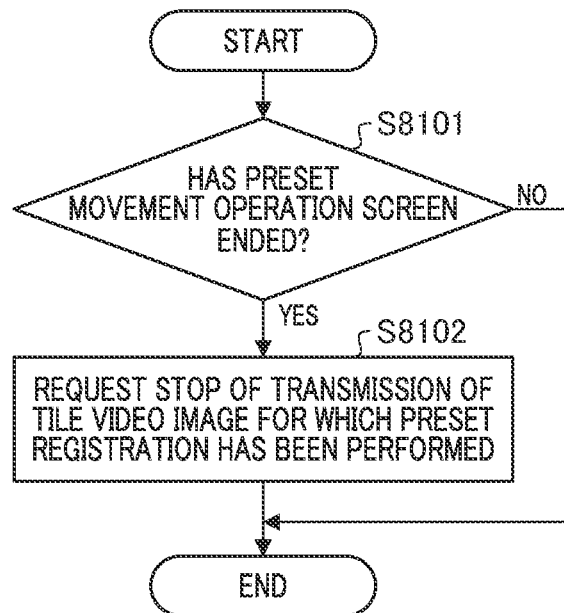 START
S8101
HAS PRESET
MOVEMENT OPERATION SCREEN
ENDED?
NO
YES
S8102
REQUEST STOP OF TRANSMISSION OF
TILE VIDEO IMAGE FOR WHICH PRESET
REGISTRATION HAS BEEN PERFORMED
END